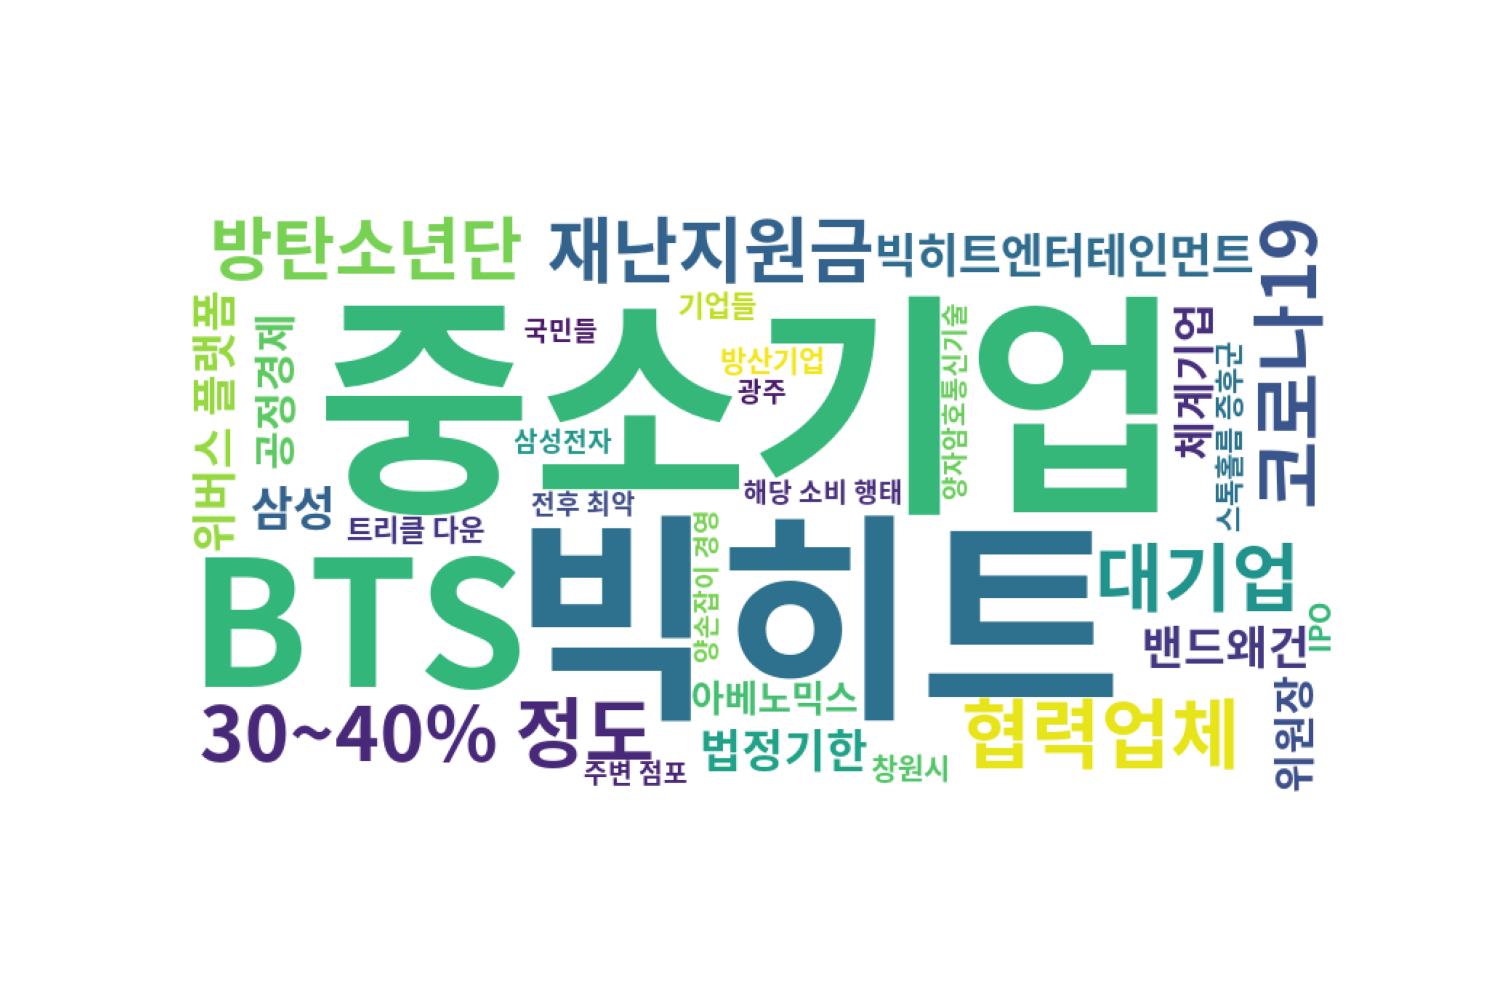 방탄소년단
재난지원금
빅히트엔터테인먼트
코로나19
위버스 플랫폼
공정경제
중소기업
국민들
기업들
방산기업
광주
양자암호통신기술
체계기업
스톡홀름 증후군
삼성전자
삼성
트리클 다운
전후 최악
해당 소비 행태
BTS
빅히트
양손잡이 경영
대기업
IPO
밴드왜건
30~40% 정도
아베노믹스
협력업체
위원장
법정기한
주변 점포
창원시